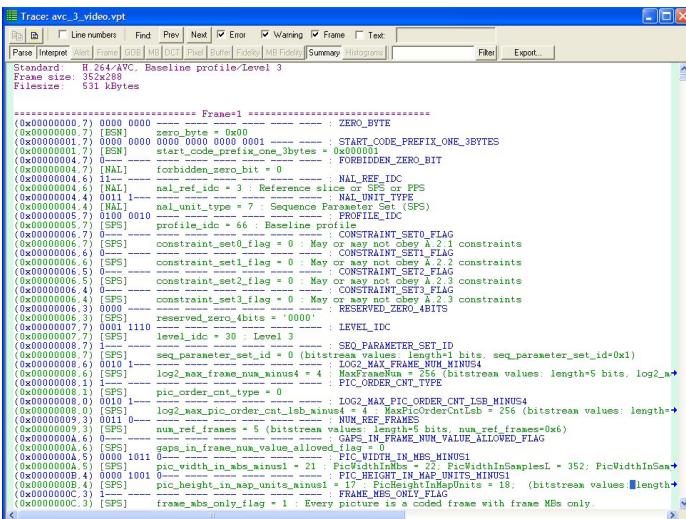 Trace: avc_3_video.vpt
Line numbers Find: Prev Next Error Warning Frame Text:
Parse Interpret Alert Frame GOB MB DCT Pixel Buffer Fidelity MB Fidelity Summary Histograms Filter Export...
Standard: H.264/AVC, Baseline profile/Level 3
Frame size: 352x288
Filesize: 531 kBytes
=============================== Frame=1 ===============================
(0x00000000,7) 0000 0000 ---- ---- ---- ---- ---- ---- : ZERO_BYTE
(0x00000000,7) [BSN] zero_byte = 0x00
(0x00000001,7) 0000 0000 0000 0000 0000 0001 ---- ---- : START_CODE_PREFIX_ONE_3BYTES
(0x00000001,7) [BSN] start_code_prefix_one_3bytes = 0x000001
(0x00000004,7) 0--- ---- ---- ---- ---- ---- ---- ---- : FORBIDDEN_ZERO_BIT
(0x00000004,7) [NAL] forbidden_zero_bit = 0
(0x00000004,6) 11-- ---- ---- ---- ---- ---- ---- ---- : NAL_REF_IDC
(0x00000004,6) [NAL] nal_ref_idc = 3 : Reference slice or SPS or PPS
(0x00000004,4) 0011 1--- ---- ---- ---- ---- ---- ---- : NAL_UNIT_TYPE
(0x00000004,4) [NAL] nal_unit_type = 7 : Sequence Parameter Set (SPS)
(0x00000005,7) 0100 0010 ---- ---- ---- ---- ---- ---- : PROFILE_IDC
(0x00000005,7) [SPS] profile_idc = 66 : Baseline profile
(0x00000006,7) 0--- ---- ---- ---- ---- ---- ---- ---- : CONSTRAINT_SET0_FLAG
(0x00000006,7) [SPS] constraint_set0_flag = 0 : May or may not obey A.2.1 constraints
(0x00000006,6) 0--- ---- ---- ---- ---- ---- ---- ---- : CONSTRAINT_SET1_FLAG
(0x00000006,6) [SPS] constraint_set1_flag = 0 : May or may not obey A.2.2 constraints
(0x00000006,5) 0--- ---- ---- ---- ---- ---- ---- ---- : CONSTRAINT_SET2_FLAG
(0x00000006,5) [SPS] constraint_set2_flag = 0 : May or may not obey A.2.3 constraints
(0x00000006,4) 0--- ---- ---- ---- ---- ---- ---- ---- : CONSTRAINT_SET3_FLAG
(0x00000006,4) [SPS] constraint_set3_flag = 0 : May or may not obey A.2.3 constraints
(0x00000006,3) 0000 ---- ---- ---- ---- ---- ---- ---- : RESERVED_ZERO_4BITS
(0x00000006,3) [SPS] reserved_zero_4bits = '0000'
(0x00000007,7) 0001 1110 ---- ---- ---- ---- ---- ---- : LEVEL_IDC
(0x00000007,7) [SPS] level_idc = 30 : Level 3
(0x00000008,7) 1--- ---- ---- ---- ---- ---- ---- ---- : SEQ_PARAMETER_SET_ID
(0x00000008,7) [SPS] seq_parameter_set_id = 0 (bitstream values: length=1 bits, seq_parameter_set_id=0x1)
(0x00000008,6) 0010 1--- ---- ---- ---- ---- ---- ---- : LOG2_MAX_FRAME_NUM_MINUS4
(0x00000008,6) [SPS] log2_max_frame_num_minus4 = 4 : MaxFrameNum = 256 (bitstream values: length=5 bits, log2_m
(0x00000008,1) 1--- ---- ---- ---- ---- ---- ---- ---- : PIC_ORDER_CNT_TYPE
(0x00000008,1) [SPS] pic_order_cnt_type = 0
(0x00000008,0) 0010 1--- ---- ---- ---- ---- ---- ---- : LOG2_MAX_PIC_ORDER_CNT_LSB_MINUS4
(0x00000008,0) [SPS] log2_max_pic_order_cnt_lsb_minus4 = 4 : MaxPicOrderCntLsb = 256 (bitstream values: length=
(0x00000009,3) 0011 0--- ---- ---- ---- ---- ---- ---- : NUM_REF_FRAMES
(0x00000009,3) [SPS] num_ref_frames = 5 (bitstream values: length=5 bits, num_ref_frames=0x6)
(0x0000000A,6) 0--- ---- ---- ---- ---- ---- ---- ---- : GAPS_IN_FRAME_NUM_VALUE_ALLOWED_FLAG
(0x0000000A,6) [SPS] gaps_in_frame_num_value_allowed_flag = 0
(0x0000000A,5) 0000 1011 0--- ---- ---- ---- ---- ---- : PIC_WIDTH_IN_MBS_MINUS1
(0x0000000A,5) [SPS] pic_width_in_mbs_minus1 = 21 : PicWidthInMbs = 22; PicWidthInSamplesL = 352; PicWidthInSam
(0x0000000B,4) 0000 1001 0--- ---- ---- ---- ---- ---- : PIC_HEIGHT_IN_MAP_UNITS_MINUS1
(0x0000000B,4) [SPS] pic_height_in_map_units_minus1 = 17 : PicHeightInMapUnits = 18; (bitstream values: length
(0x0000000C,3) 1--- ---- ---- ---- ---- ---- ---- ---- : FRAME_MBS_ONLY_FLAG
(0x0000000C,3) [SPS] frame_mbs_only_flag = 1 : Every picture is a coded frame with frame MBs only.